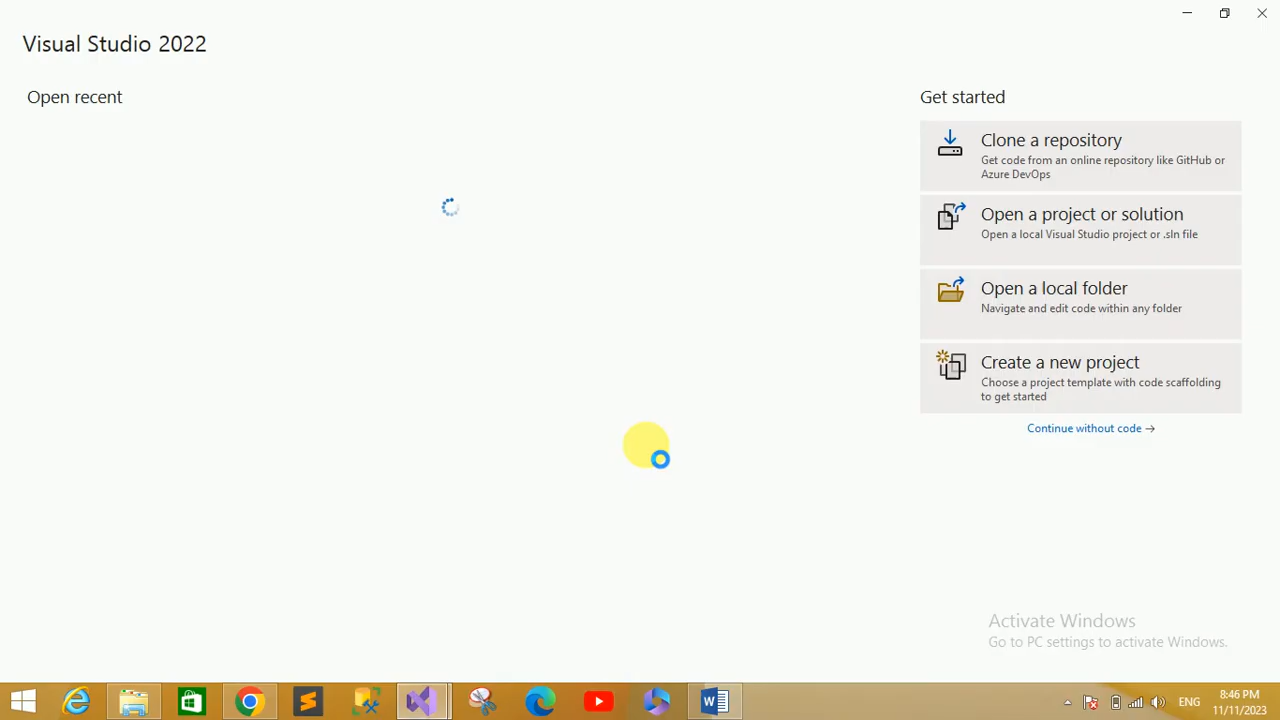 Visual Studio 2022
Open recent
Get started
Clone a repository
Get code from an online repository like GitHub or
Azure DevOps
Open a project or solution
Open a local Visual Studio project or .sln file
Open a local folder
Navigate and edit code within any folder
Create a new project
Choose a project template with code scaffolding
to get started
Continue without code →
Activate Windows
Go to PC settings to activate Windows.
ENG
8:46 PM
11/11/2023